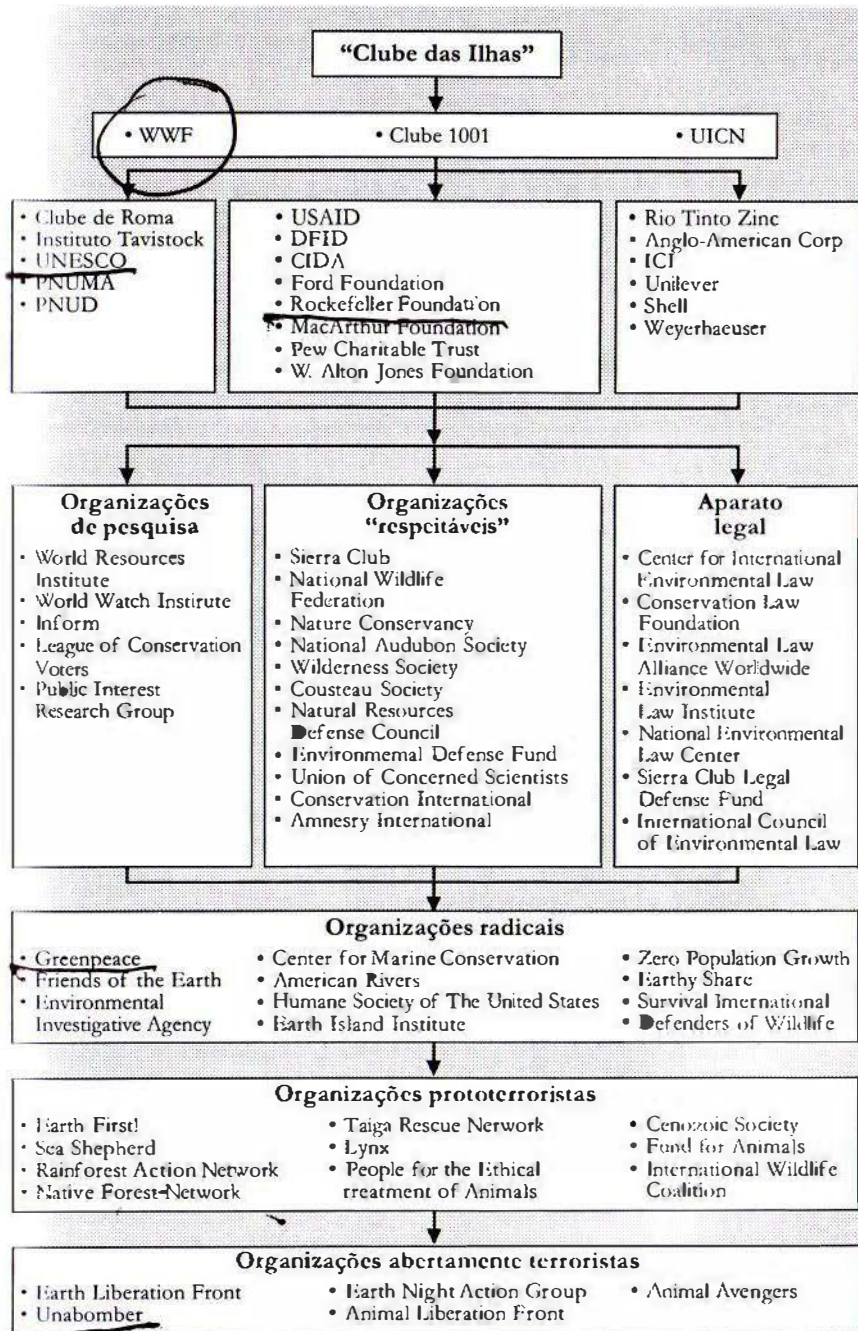 “Clube das Ilhas”
• WWF
• Clube 1001
• UICN
• Clube de Roma
• Instituto Tavistock
• UNESCO
• PNUMA
• PNUD
• USAID
• DFID
• CIDA
• Ford Foundation
• Rockefeller Foundation
• MacArthur Foundation
• Pew Charitable Trust
• W. Alton Jones Foundation
• Rio Tinto Zinc
• Anglo-American Corp
• ICI
• Unilever
• Shell
• Weyerhaeuser
Organizações
de pesquisa
• World Resources
Institute
• World Watch Institute
• Inform
• League of Conservation
Voters
• Public Interest
Research Group
Organizações
“respeitáveis”
• Sierra Club
• National Wildlife
Federation
• Nature Conservancy
• National Audubon Society
• Wilderness Society
• Cousteau Society
• Natural Resources
Defense Council
• Environmental Defense Fund
• Union of Concerned Scientists
• Conservation International
• Amnesry International
Aparato
legal
• Center for International
Environmental Law
• Conservation Law
Foundation
• Environmental Law
Alliance Worldwide
• Environmental
Law Institute
• National Environmental
Law Center
• Sierra Club Legal
Defense Fund
• International Council
of Environmental Law
Organizações radicais
• Greenpeace
• Friends of the Earth
• Environmental
Investigative Agency
• Center for Marine Conservation
• American Rivers
• Humane Society of The United States
• Earth Island Institute
• Zero Population Growth
• Earthy Share
• Survival International
• Defenders of Wildlife
Organizações prototerroristas
• Earth First!
• Sea Shepherd
• Rainforest Action Network
• Native Forest-Network
• Taiga Rescue Nerwork
• Lynx
• People for the Ethical
rreatment of Animals
• Cenozoic Society
• Fund for Animals
• International Wildlife
Coalition
Organizações abertamente terroristas
• Earth Liberation Front
• Unabomber
• Earth Night Action Group
• Animal Liberation Front
• Animal Avengers